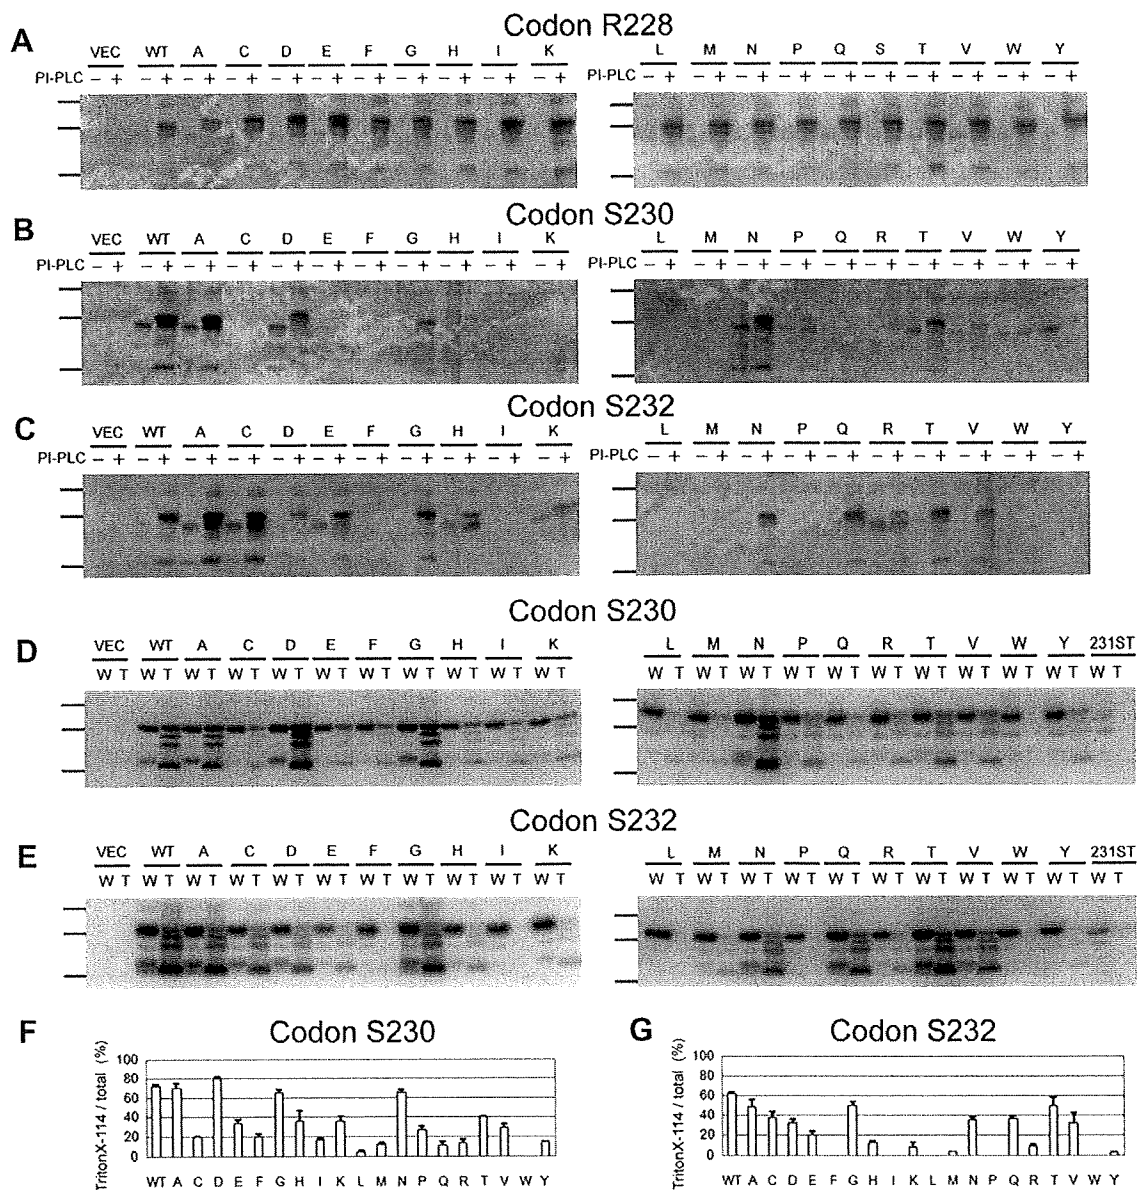 A
Codon R228
VEC WT A C D E F G H I K
L M N P Q S T V W Y
PI-PLC − + − + − + − + − + − + − + − + − + − + − +
PI-PLC − + − + − + − + − + − + − + − + − + − +
B
Codon S230
VEC WT A C D E F G H I K
L M N P Q R T V W Y
PI-PLC − + − + − + − + − + − + − + − + − + − + − +
PI-PLC − + − + − + − + − + − + − + − + − + − +
C
Codon S232
VEC WT A C D E F G H I K
L M N P Q R T V W Y
PI-PLC − + − + − + − + − + − + − + − + − + − + − +
PI-PLC − + − + − + − + − + − + − + − + − + − +
D
Codon S230
VEC WT A C D E F G H I K
L M N P Q R T V W Y 231ST
W T W T W T W T W T W T W T W T W T W T W T
W T W T W T W T W T W T W T W T W T W T W T
E
Codon S232
VEC WT A C D E F G H I K
L M N P Q R T V W Y 231ST
W T W T W T W T W T W T W T W T W T W T W T
W T W T W T W T W T W T W T W T W T W T W T
F
Codon S230
TritonX-114 / total (%)
100
80
60
40
20
0
WT A C D E F G H I K L M N P Q R T V W Y
G
Codon S232
TritonX-114 / total (%)
100
80
60
40
20
0
WT A C D E F G H I K L M N P Q R T V W Y